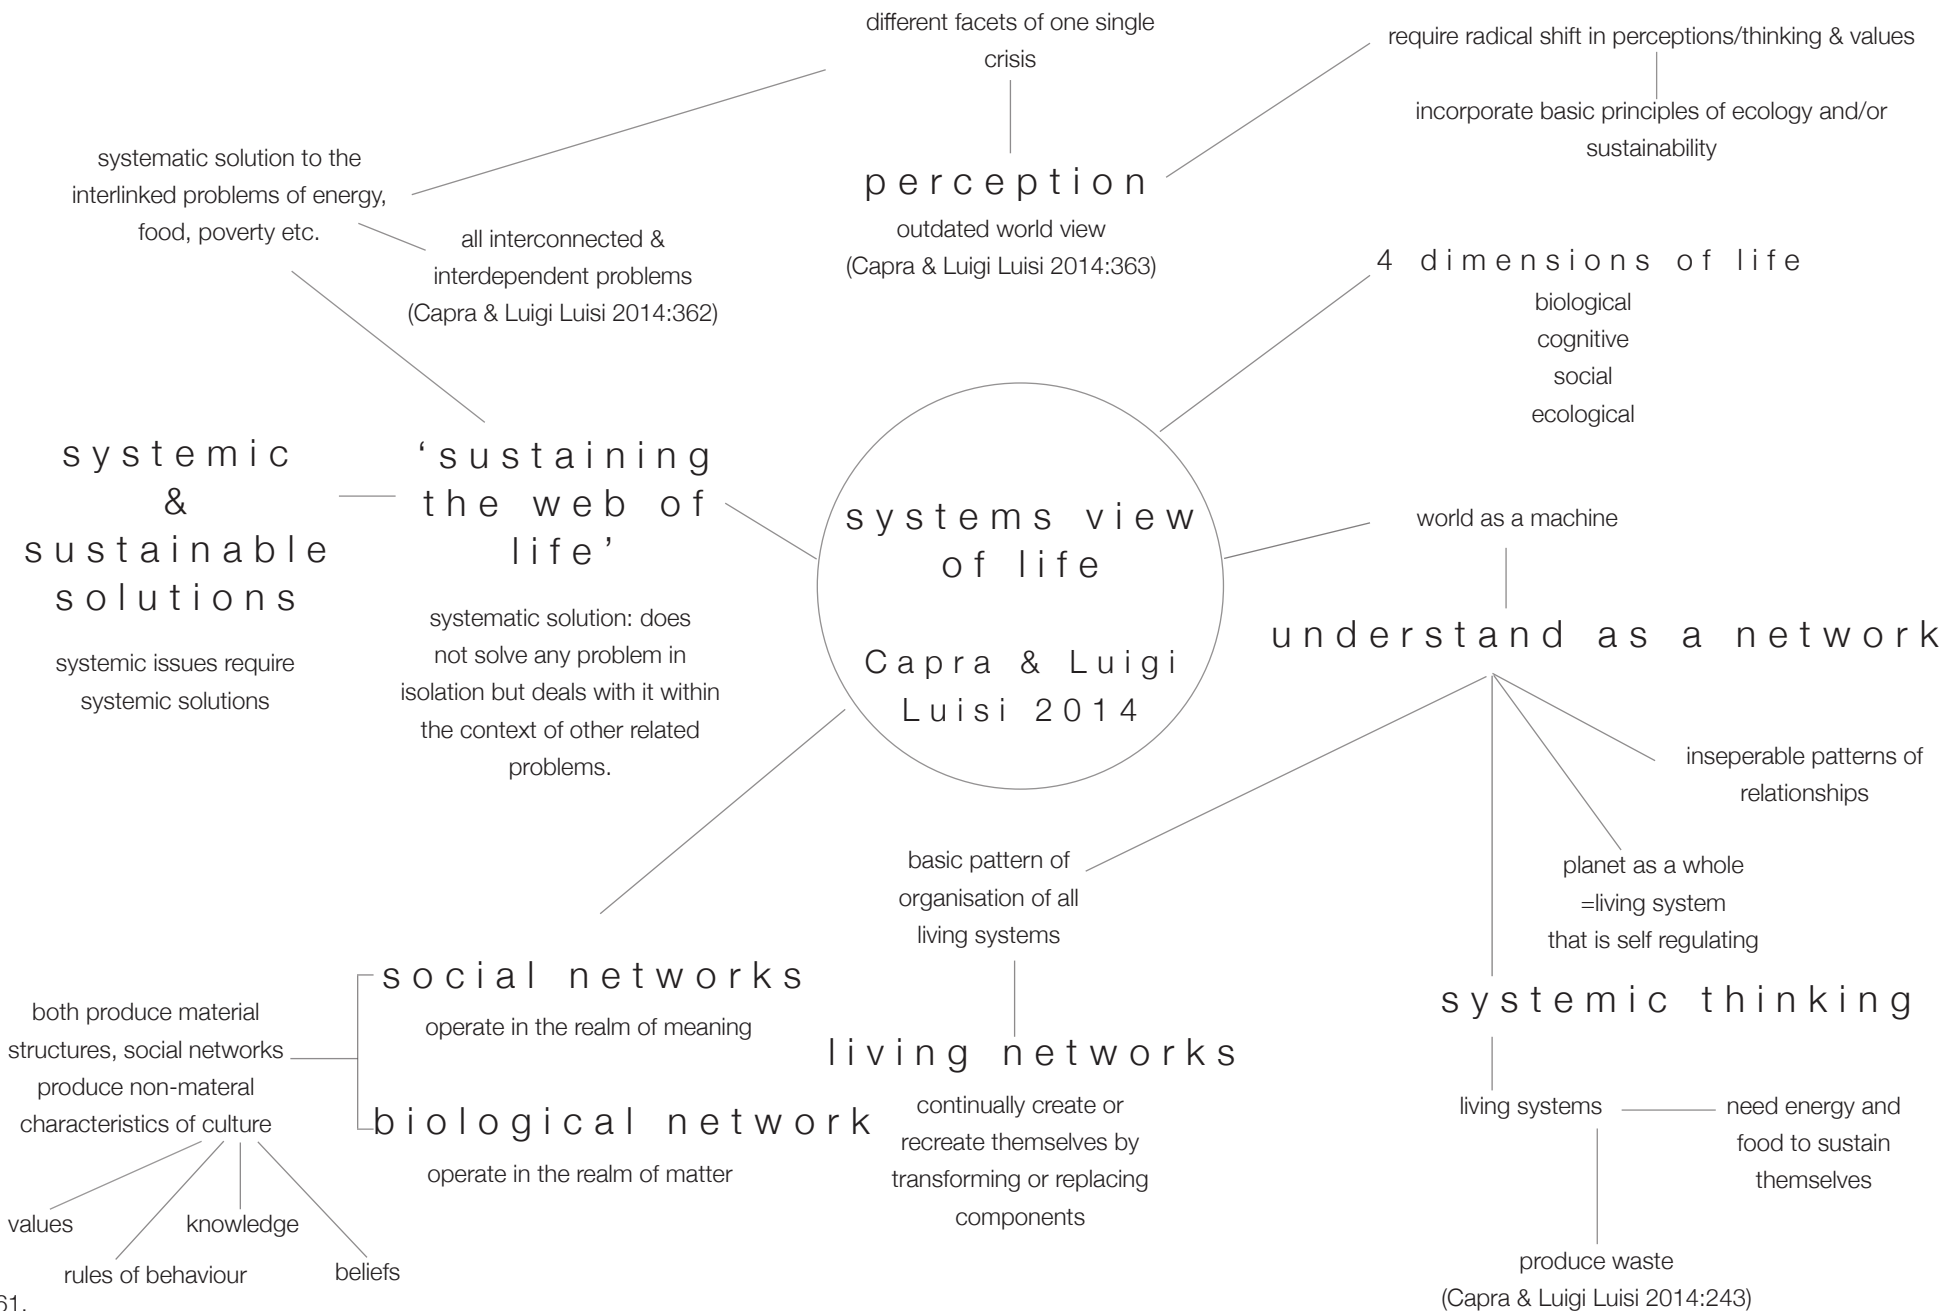 different facets of one single
crisis
perception
outdated world view
(Capra & Luigi Luisi 2014:363)
require radical shift in perceptions/thinking & values
incorporate basic principles of ecology and/or
sustainability
systematic solution to the
interlinked problems of energy,
food, poverty etc.
all interconnected &
interdependent problems
(Capra & Luigi Luisi 2014:362)
4 dimensions of life
biological
cognitive
social
ecological
systemic
&
sustainable
solutions
systemic issues require
systemic solutions
‘sustaining
the web of
life’
systematic solution: does
not solve any problem in
isolation but deals with it within
the context of other related
problems.
systems view
of life
Capra & Luigi
Luisi 2014
world as a machine
understand as a network
inseperable patterns of
relationships
planet as a whole
=living system
that is self regulating
basic pattern of
organisation of all
living systems
living networks
continually create or
recreate themselves by
transforming or replacing
components
systemic thinking
living systems
need energy and
food to sustain
themselves
produce waste
(Capra & Luigi Luisi 2014:243)
social networks
operate in the realm of meaning
biological network
operate in the realm of matter
both produce material
structures, social networks
produce non-materal
characteristics of culture
values
knowledge
rules of behaviour
beliefs
61.